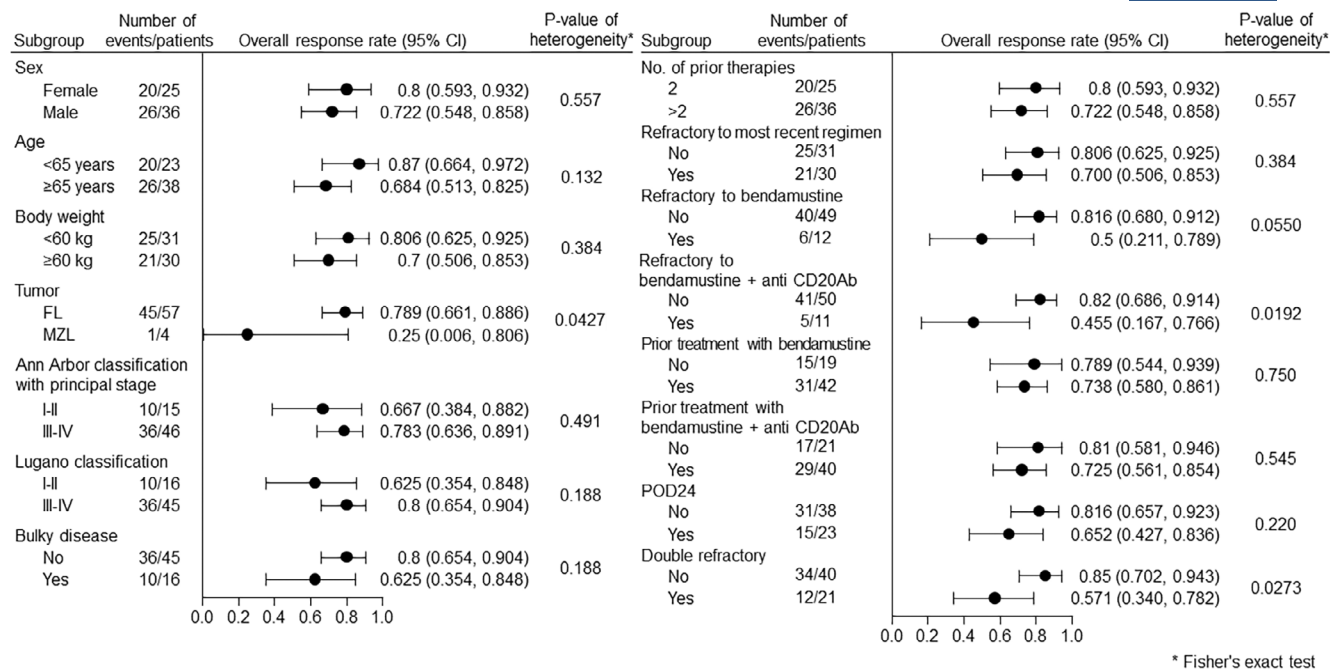 Subgroup Number of events/patients Overall response rate (95% CI) P-value of heterogeneity*
Sex
Female 20/25 0.8 (0.593, 0.932)
0.557
Male 26/36 0.722 (0.548, 0.858)
Age
<65 years 20/23 0.87 (0.664, 0.972)
0.132
≥65 years 26/38 0.684 (0.513, 0.825)
Body weight
<60 kg 25/31 0.806 (0.625, 0.925)
0.384
≥60 kg 21/30 0.7 (0.506, 0.853)
Tumor
FL 45/57 0.789 (0.661, 0.886)
0.0427
MZL 1/4 0.25 (0.006, 0.806)
Ann Arbor classification
with principal stage
I-II 10/15 0.667 (0.384, 0.882)
0.491
III-IV 36/46 0.783 (0.636, 0.891)
Lugano classification
I-II 10/16 0.625 (0.354, 0.848)
0.188
III-IV 36/45 0.8 (0.654, 0.904)
Bulky disease
No 36/45 0.8 (0.654, 0.904)
0.188
Yes 10/16 0.625 (0.354, 0.848)
0.0 0.2 0.4 0.6 0.8 1.0
Subgroup Number of events/patients Overall response rate (95% CI) P-value of heterogeneity*
No. of prior therapies
2 20/25 0.8 (0.593, 0.932)
0.557
>2 26/36 0.722 (0.548, 0.858)
Refractory to most recent regimen
No 25/31 0.806 (0.625, 0.925)
0.384
Yes 21/30 0.700 (0.506, 0.853)
Refractory to bendamustine
No 40/49 0.816 (0.680, 0.912)
0.0550
Yes 6/12 0.5 (0.211, 0.789)
Refractory to
bendamustine + anti CD20Ab
No 41/50 0.82 (0.686, 0.914)
0.0192
Yes 5/11 0.455 (0.167, 0.766)
Prior treatment with bendamustine
No 15/19 0.789 (0.544, 0.939)
0.750
Yes 31/42 0.738 (0.580, 0.861)
Prior treatment with
bendamustine + anti CD20Ab
No 17/21 0.81 (0.581, 0.946)
0.545
Yes 29/40 0.725 (0.561, 0.854)
POD24
No 31/38 0.816 (0.657, 0.923)
0.220
Yes 15/23 0.652 (0.427, 0.836)
Double refractory
No 34/40 0.85 (0.702, 0.943)
0.0273
Yes 12/21 0.571 (0.340, 0.782)
0.0 0.2 0.4 0.6 0.8 1.0
* Fisher's exact test